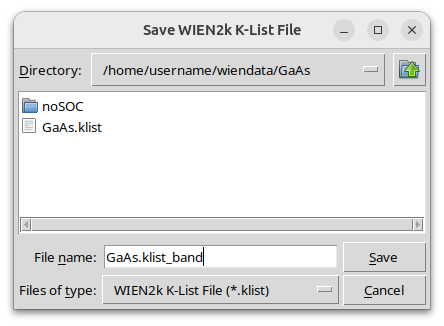 Save WIEN2k K-List File
Directory: /home/username/wiendata/GaAs
noSOC
GaAs.klist
File name: GaAs.klist_band Save
Files of type: WIEN2k K-List File (*.klist) Cancel